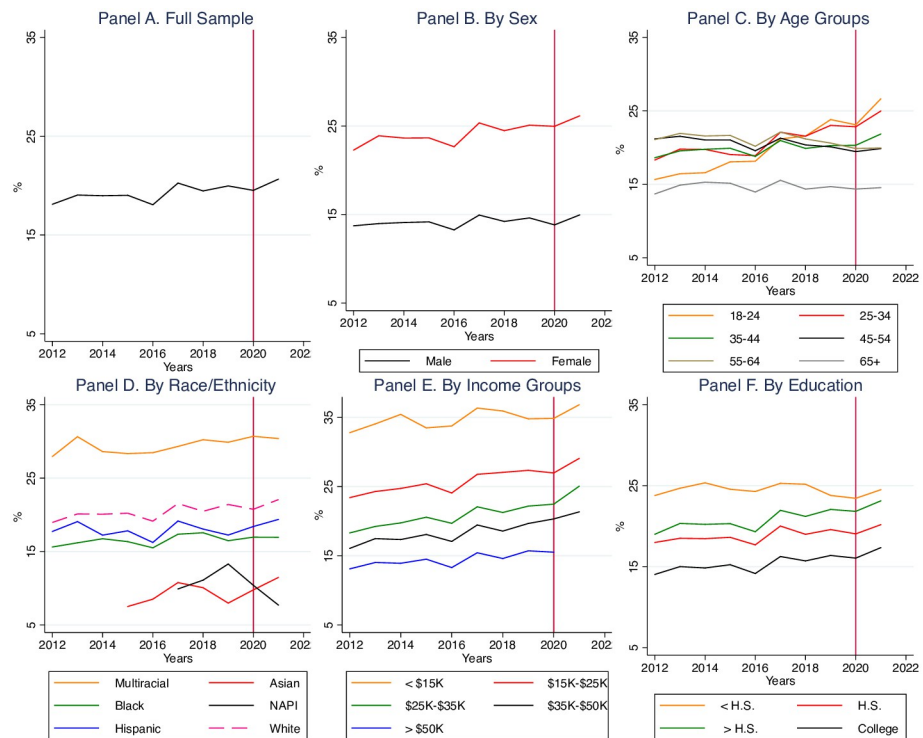 Panel A. Full Sample
35
25
15
5
%
2012 2014 2016 2018 2020 202
Years
Panel B. By Sex
35
25
15
5
%
2012 2014 2016 2018 2020 202
Years
Male Female
Panel C. By Age Groups
35
25
15
5
%
2012 2014 2016 2018 2020 2022
Years
18-24 25-34
35-44 45-54
55-64 65+
Panel D. By Race/Ethnicity
35
25
15
5
%
2012 2014 2016 2018 2020 202
Years
Multiracial Asian
Black NAPI
Hispanic White
Panel E. By Income Groups
35
25
15
5
%
2012 2014 2016 2018 2020 2022
Years
< $15K $15K-$25K
$25K-$35K $35K-$50K
> $50K
Panel F. By Education
35
25
15
5
%
2012 2014 2016 2018 2020 2022
Years
< H.S. H.S.
> H.S. College